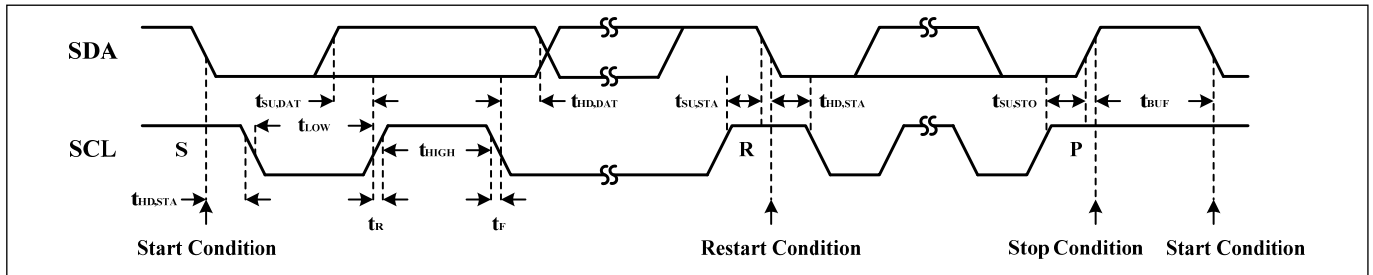 SDA
tSU,DAT
tHD,DAT
tSU,STA
tHD,STA
tSU,STO
tBUF
tLOW
SCL
S
tHIGH
R
P
tHD,STA
tR
tF
Start Condition
Restart Condition
Stop Condition
Start Condition